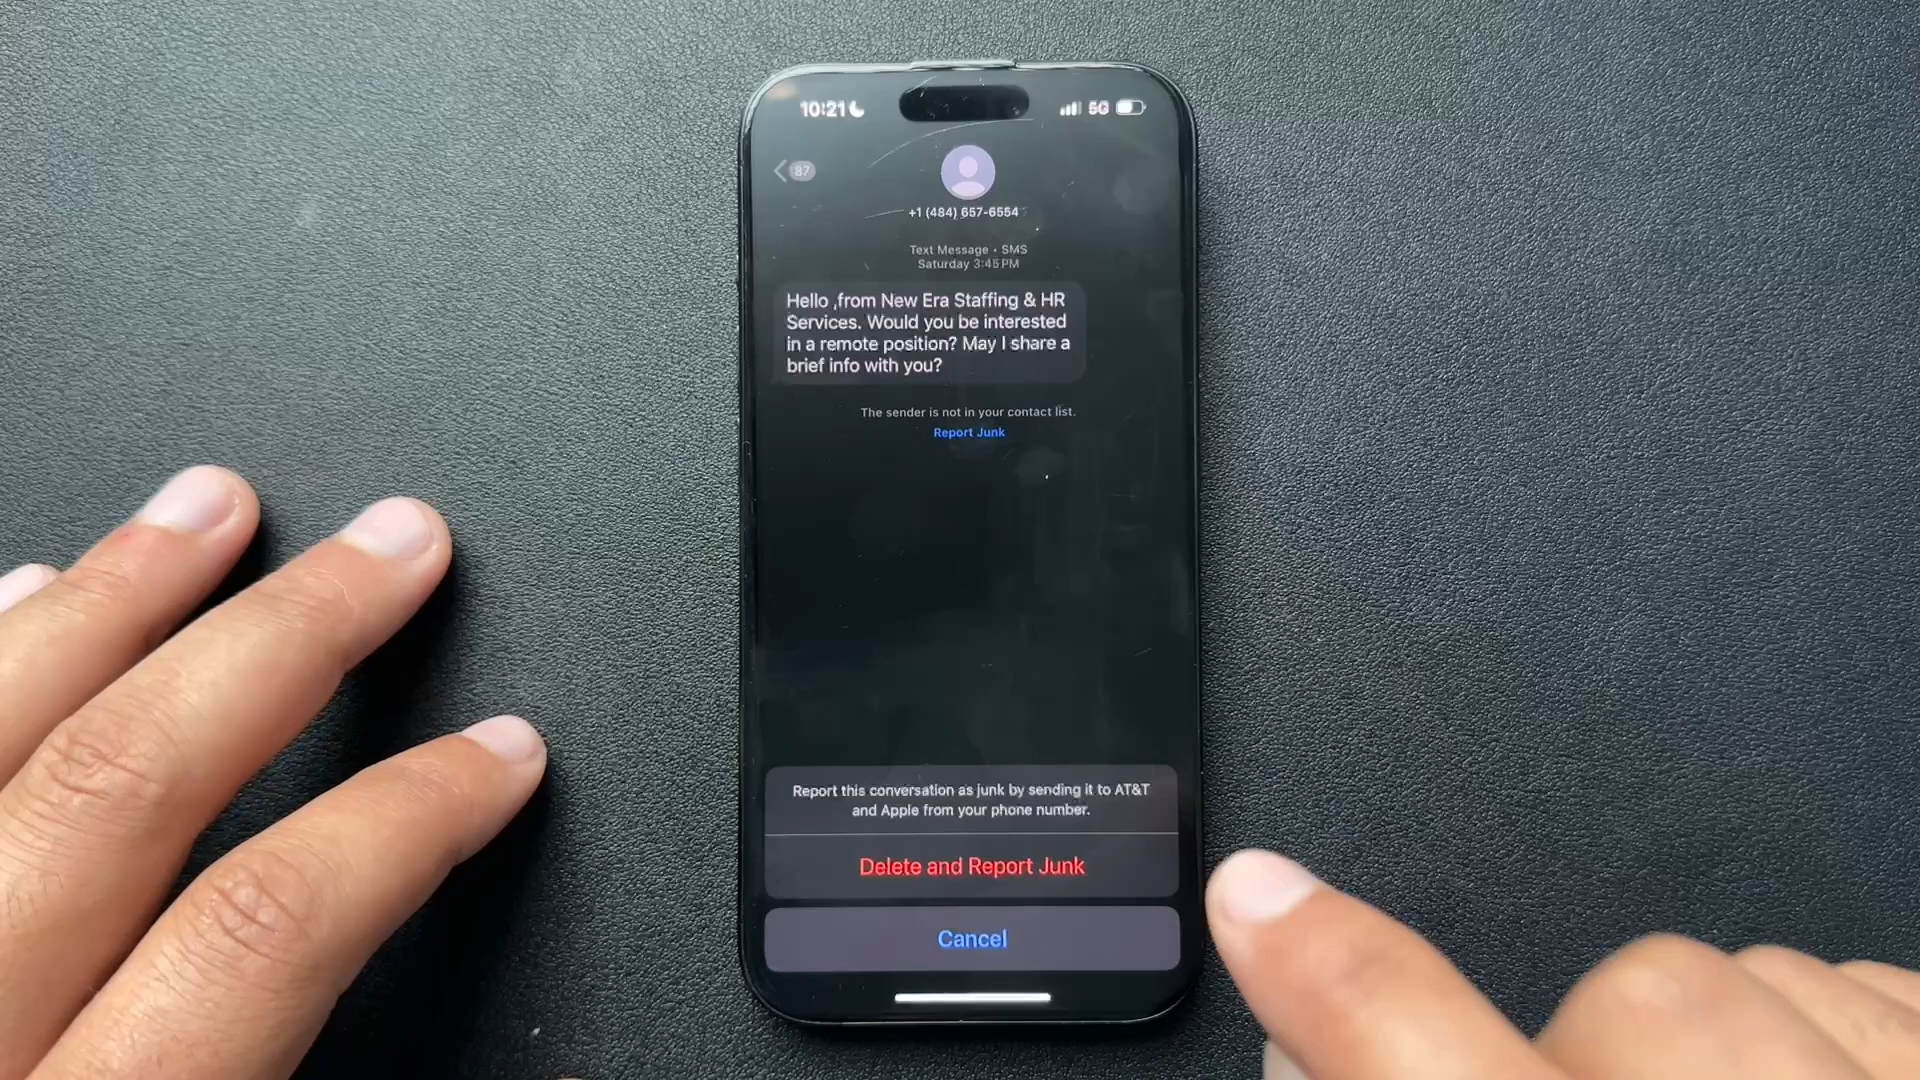 10:21
5G
87
+1 (484) 657-6554
Text Message • SMS
Saturday 3:45 PM
Hello ,from New Era Staffing & HR
Services. Would you be interested
in a remote position? May I share a
brief info with you?
The sender is not in your contact list.
Report Junk
Report this conversation as junk by sending it to AT&T
and Apple from your phone number.
Delete and Report Junk
Cancel